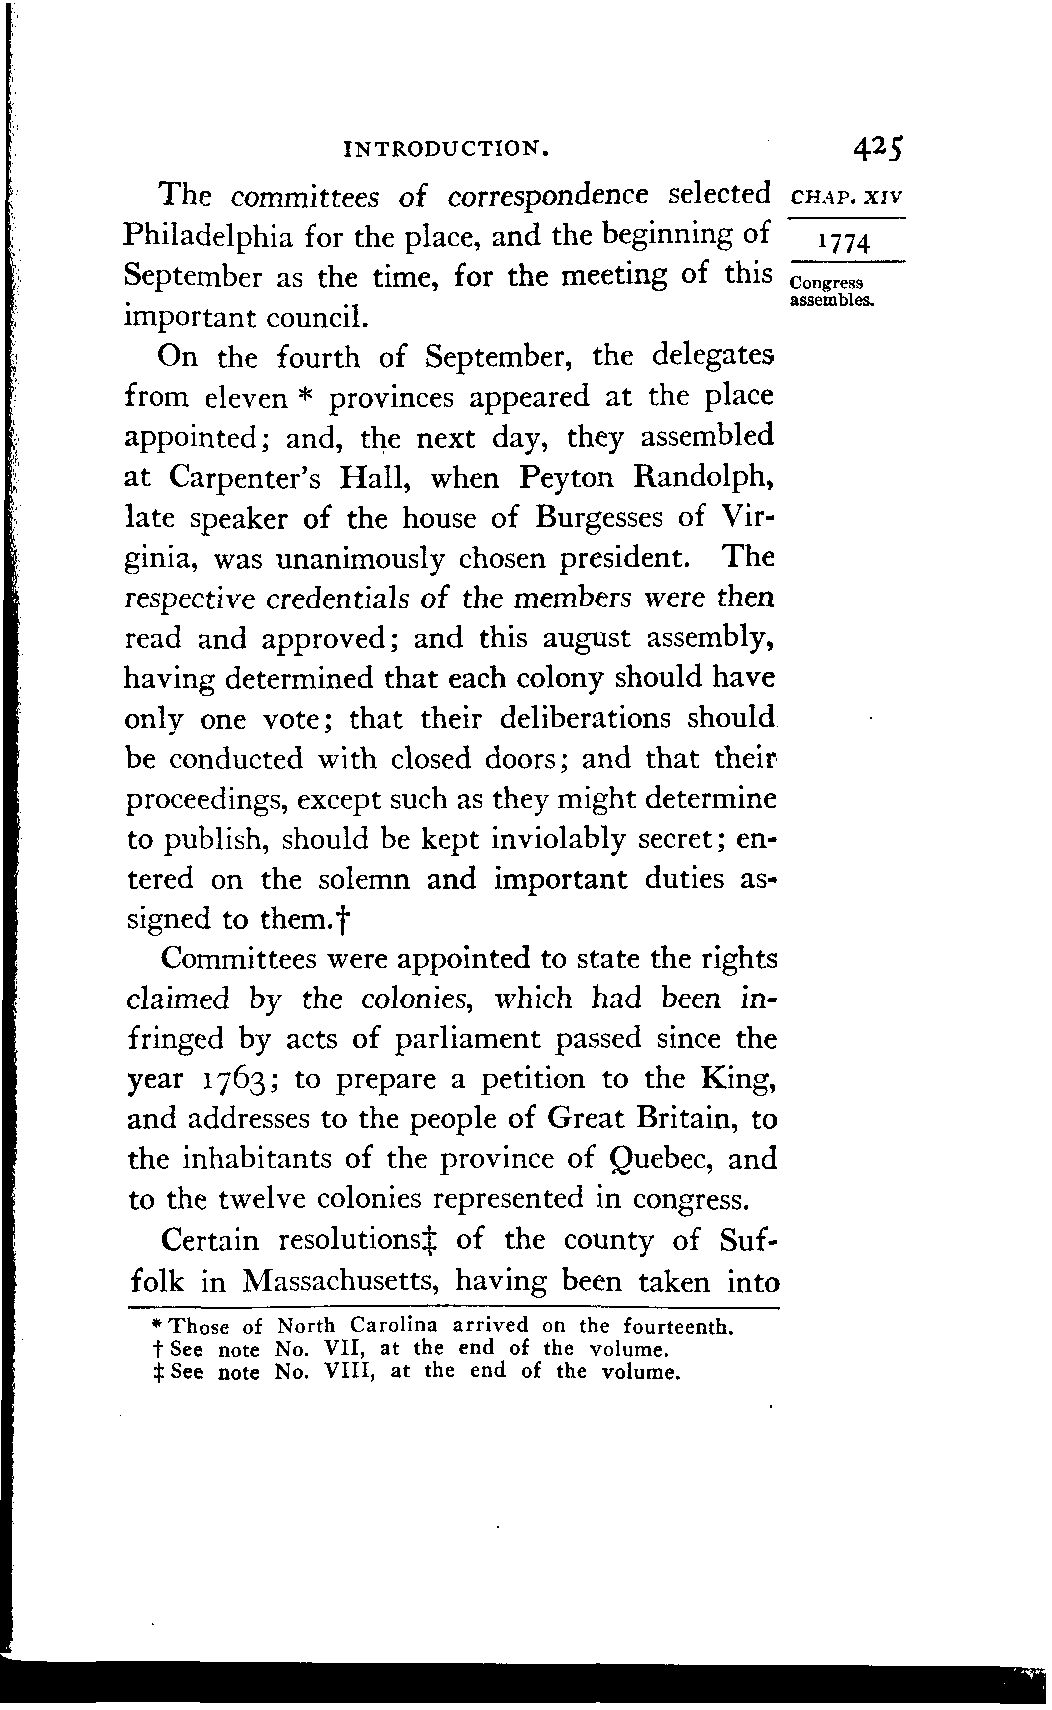 INTRODUCTION. 425
The committees of correspondence selected CHAP. XIV
Philadelphia for the place, and the beginning of 1774
September as the time, for the meeting of this Congress
assembles.
important council.
On the fourth of September, the delegates
from eleven * provinces appeared at the place
appointed; and, the next day, they assembled
at Carpenter's Hall, when Peyton Randolph,
late speaker of the house of Burgesses of Vir-
ginia, was unanimously chosen president. The
respective credentials of the members were then
read and approved; and this august assembly,
having determined that each colony should have
only one vote; that their deliberations should
be conducted with closed doors; and that their
proceedings, except such as they might determine
to publish, should be kept inviolably secret; en-
tered on the solemn and important duties as-
signed to them.†
Committees were appointed to state the rights
claimed by the colonies, which had been in-
fringed by acts of parliament passed since the
year 1763; to prepare a petition to the King,
and addresses to the people of Great Britain, to
the inhabitants of the province of Quebec, and
to the twelve colonies represented in congress.
Certain resolutions‡ of the county of Suf-
folk in Massachusetts, having been taken into
* Those of North Carolina arrived on the fourteenth.
† See note No. VII, at the end of the volume.
‡ See note No. VIII, at the end of the volume.